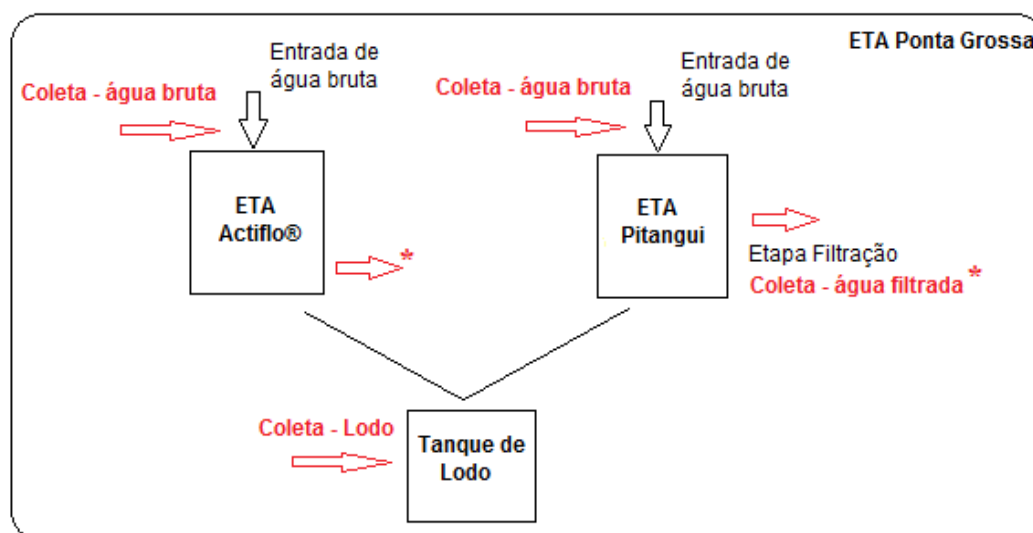 ETA Ponta Grossa
Entrada de
água bruta
Coleta - água bruta
ETA
Actiflo®
*
Entrada de
água bruta
Coleta - água bruta
ETA
Pitangui
Etapa Filtração
Coleta - água filtrada *
Coleta - Lodo
Tanque de
Lodo